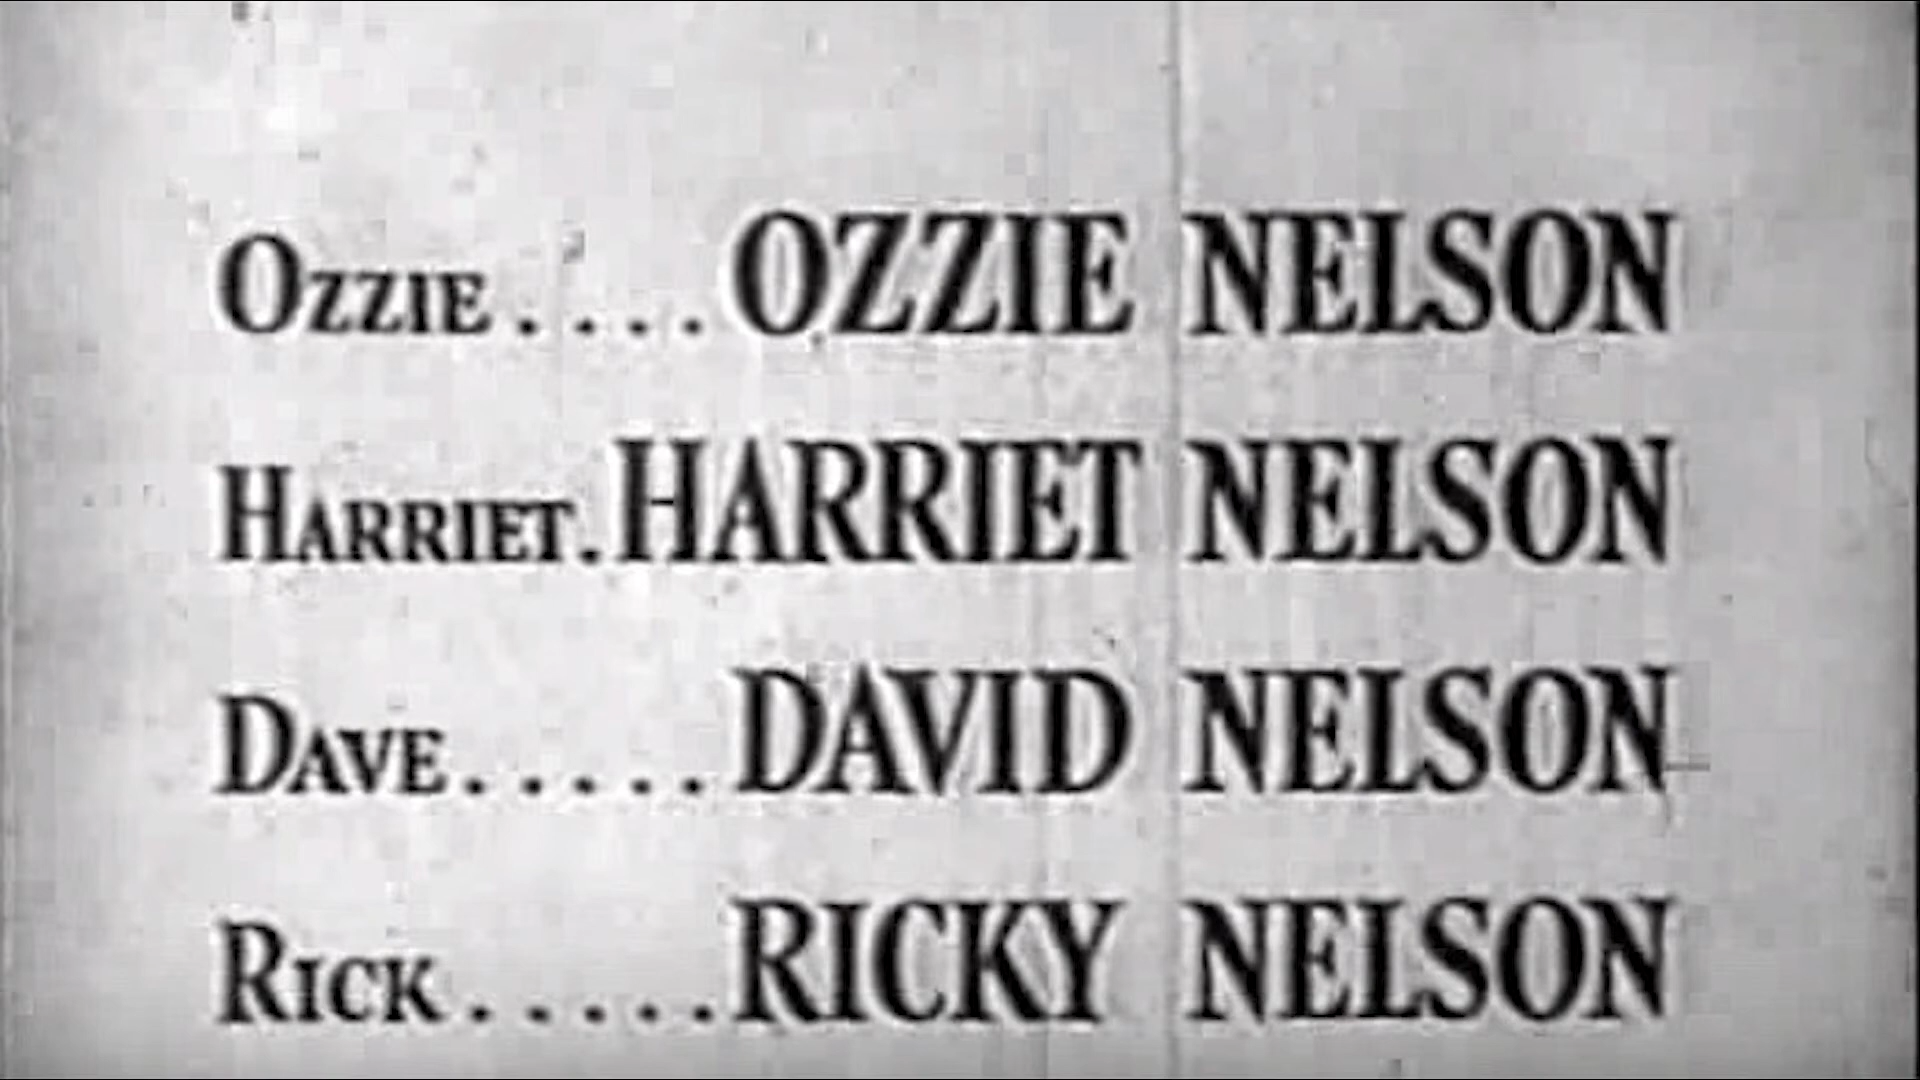 Ozzie.... OZZIE NELSON
Harriet. HARRIET NELSON
Dave..... DAVID NELSON
Rick..... RICKY NELSON